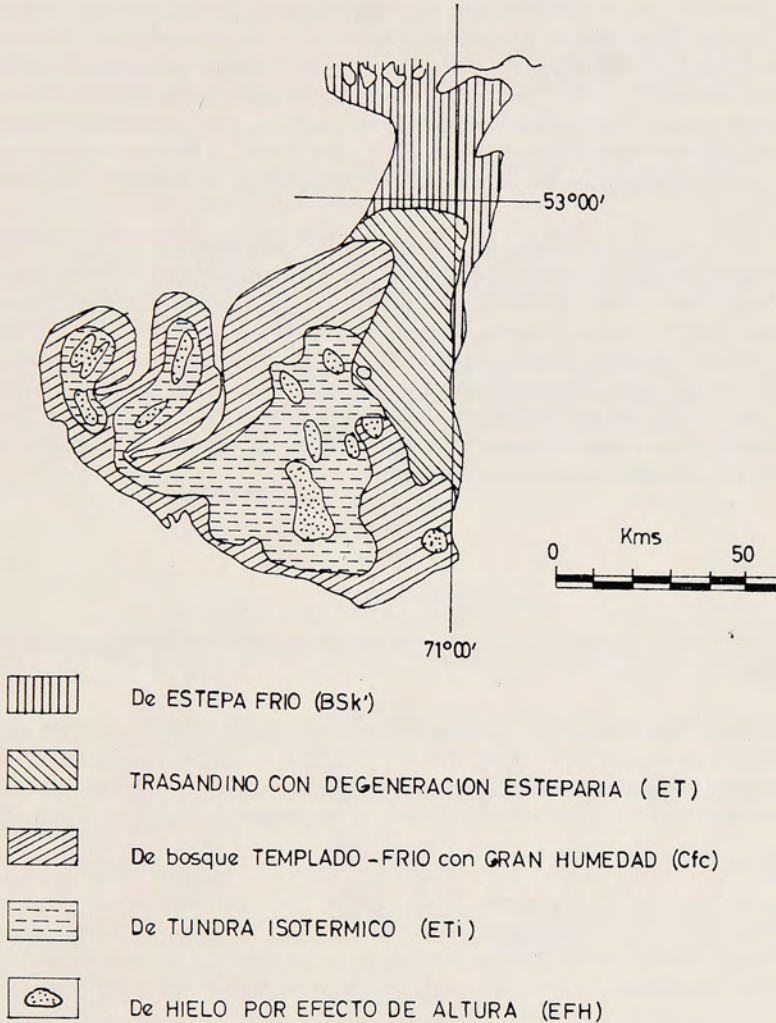 53°00'
Kms
0 50
71°00'
De ESTEPA FRIO (BSk')
TRASANDINO CON DEGENERACION ESTEPARIA ( ET)
De bosque TEMPLADO-FRIO con GRAN HUMEDAD (Cfc)
De TUNDRA ISOTERMICO (ETi)
De HIELO POR EFECTO DE ALTURA (EFH)